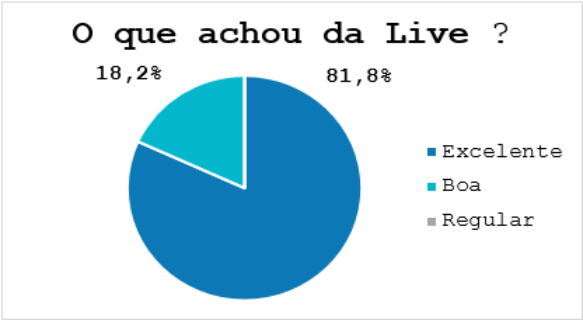 O que achou da Live ?
18,2%
81,8%
Excelente
Boa
Regular